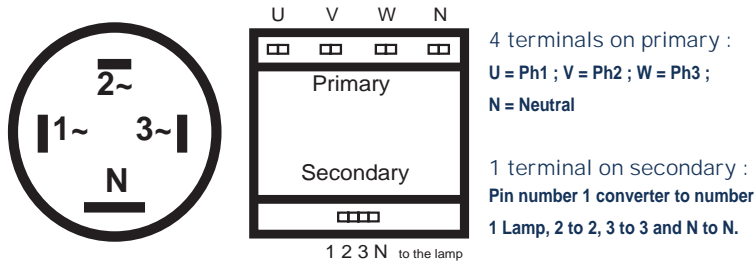 2~
1~ 3~
N
U V W N
Primary
Secondary
1 2 3 N to the lamp
4 terminals on primary :
U = Ph1 ; V = Ph2 ; W = Ph3 ;
N = Neutral
1 terminal on secondary :
Pin number 1 converter to number
1 Lamp, 2 to 2, 3 to 3 and N to N.